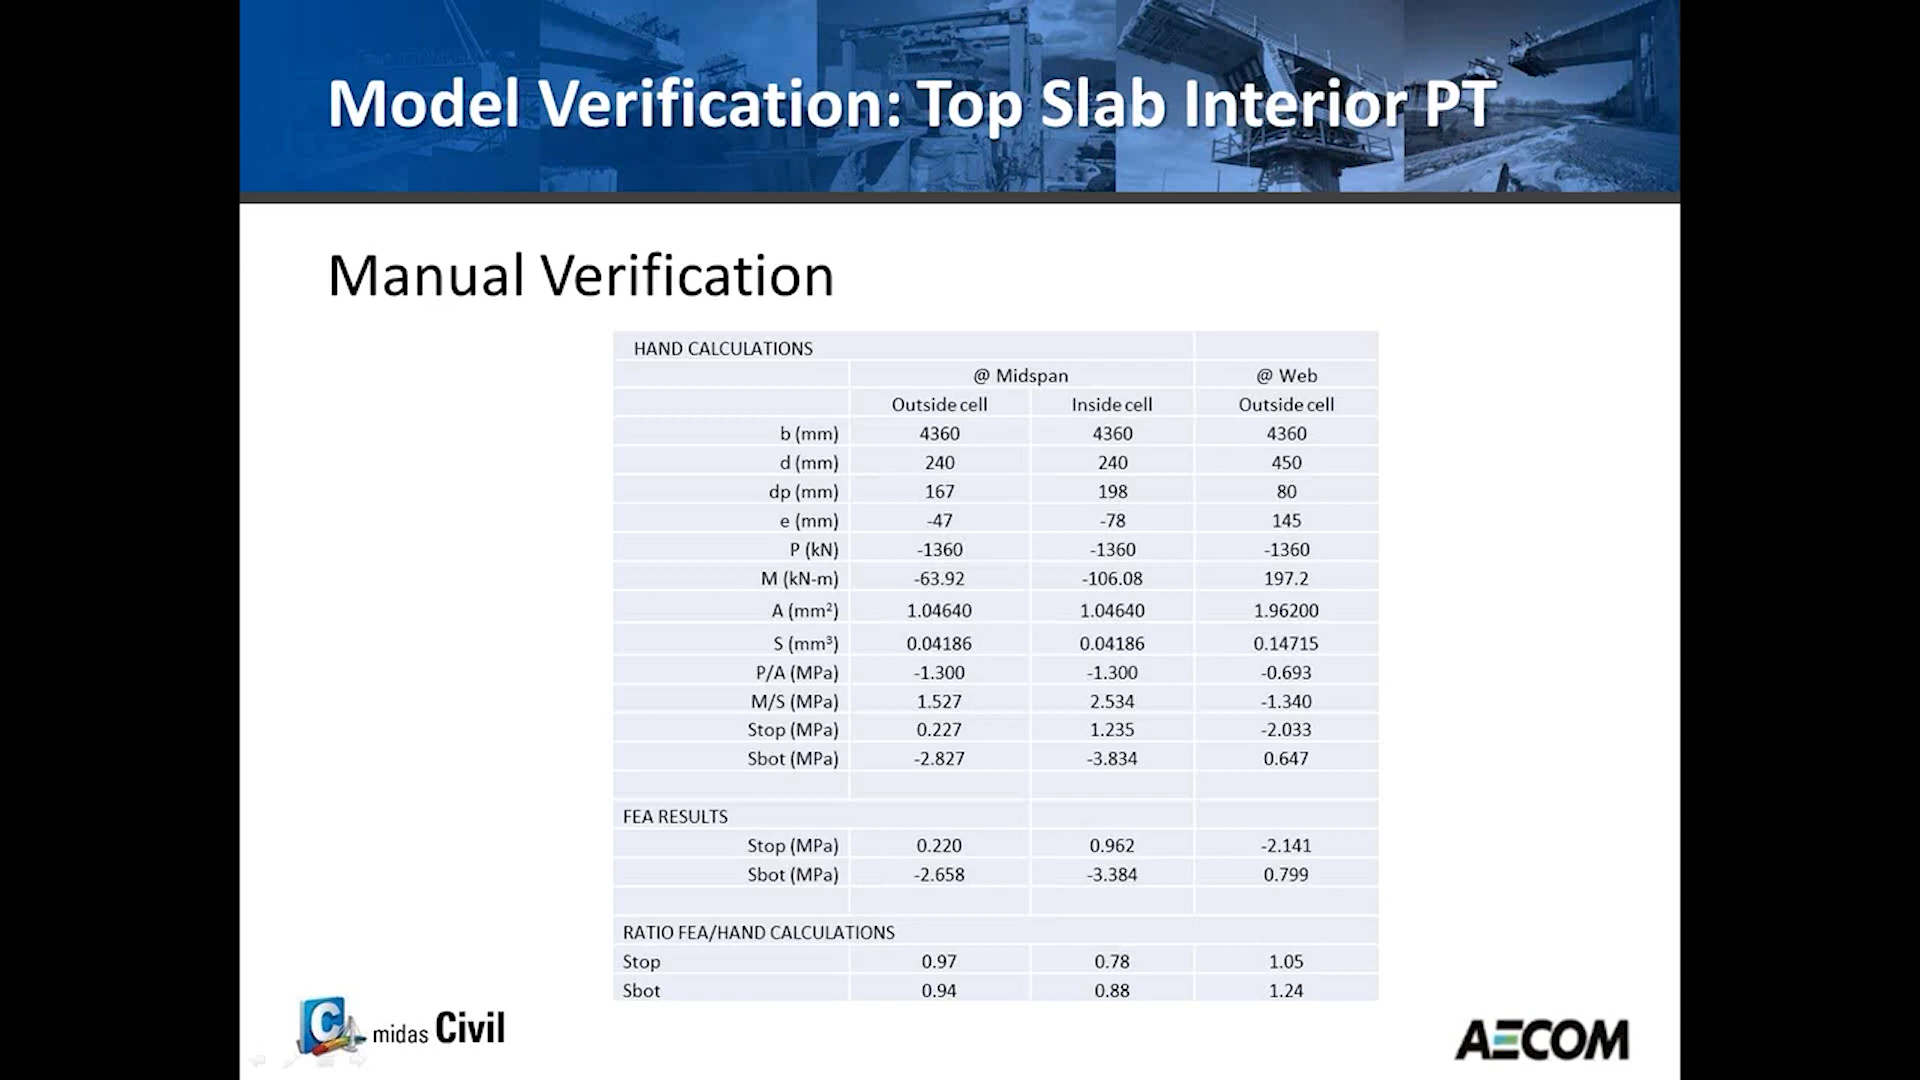 Model Verification: Top Slab Interior PT
Manual Verification
HAND CALCULATIONS
@ Midspan @ Web
Outside cell Inside cell Outside cell
b (mm) 4360 4360 4360
d (mm) 240 240 450
dp (mm) 167 198 80
e (mm) -47 -78 145
P (kN) -1360 -1360 -1360
M (kN-m) -63.92 -106.08 197.2
A (mm²) 1.04640 1.04640 1.96200
S (mm³) 0.04186 0.04186 0.14715
P/A (MPa) -1.300 -1.300 -0.693
M/S (MPa) 1.527 2.534 -1.340
Stop (MPa) 0.227 1.235 -2.033
Sbot (MPa) -2.827 -3.834 0.647
FEA RESULTS
Stop (MPa) 0.220 0.962 -2.141
Sbot (MPa) -2.658 -3.384 0.799
RATIO FEA/HAND CALCULATIONS
Stop 0.97 0.78 1.05
Sbot 0.94 0.88 1.24
C midas Civil
AECOM